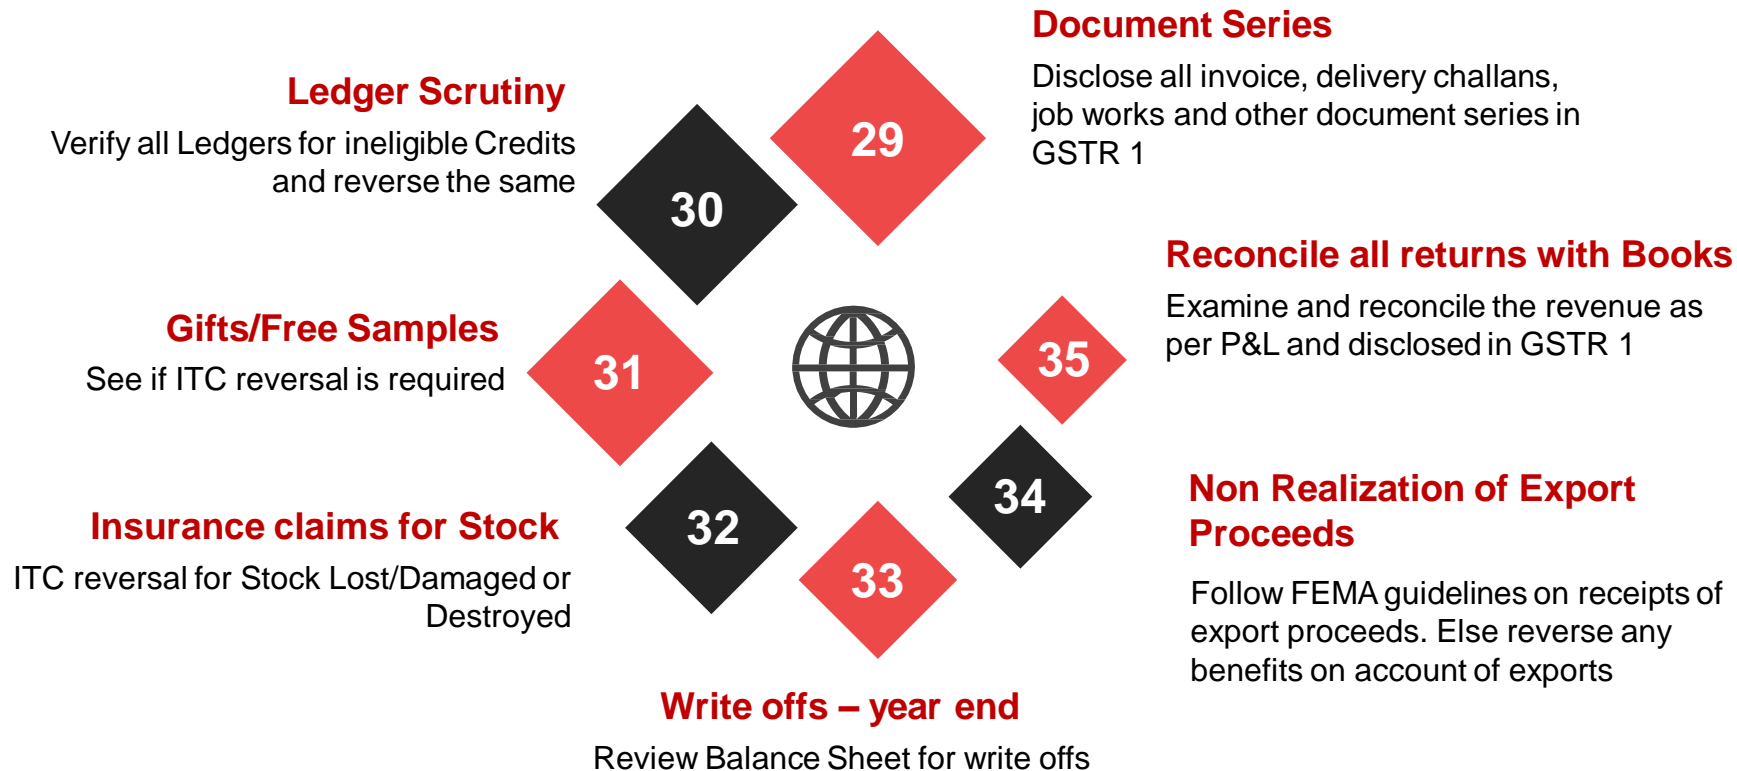 Document Series
Disclose all invoice, delivery challans,
job works and other document series in
GSTR 1
29
Ledger Scrutiny
Verify all Ledgers for ineligible Credits
and reverse the same
30
Gifts/Free Samples
See if ITC reversal is required
31
Insurance claims for Stock
ITC reversal for Stock Lost/Damaged or
Destroyed
32
33
Write offs – year end
Review Balance Sheet for write offs
34
Non Realization of Export
Proceeds
Follow FEMA guidelines on receipts of
export proceeds. Else reverse any
benefits on account of exports
35
Reconcile all returns with Books
Examine and reconcile the revenue as
per P&L and disclosed in GSTR 1